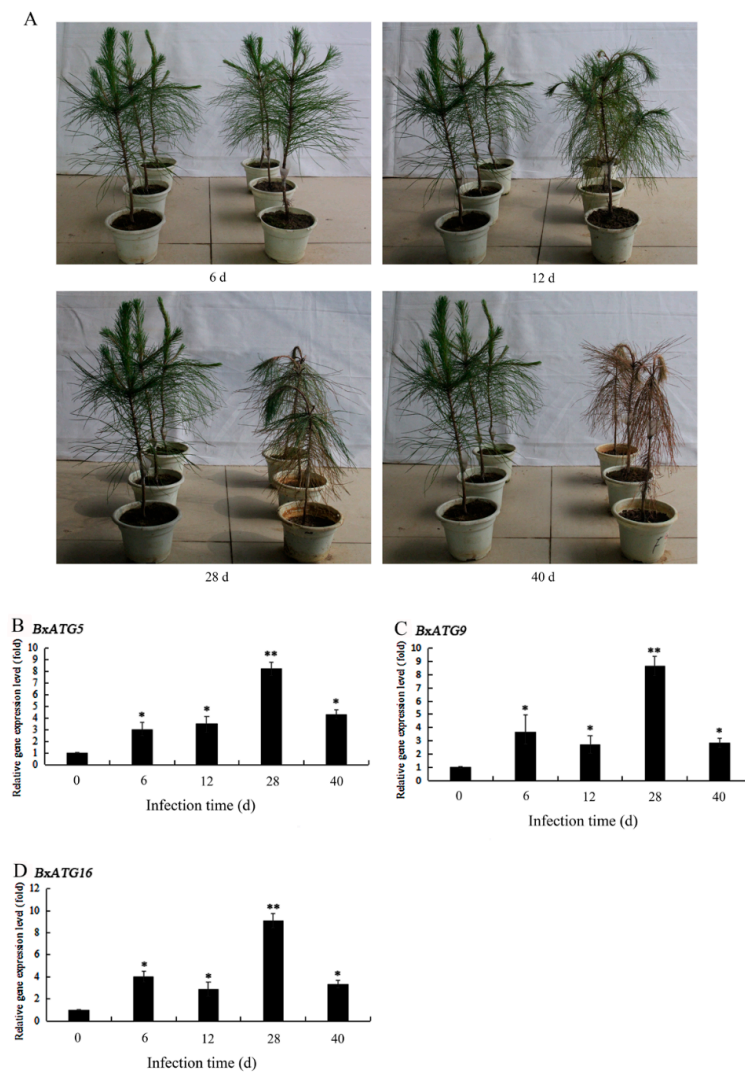 A
6 d
12 d
28 d
40 d
B BxATG5
Relative gene expression level (fold)
10
9
8
7
6
5
4
3
2
1
0
**
*
*
*
0 6 12 28 40
Infection time (d)
C BxATG9
Relative gene expression level (fold)
10
9
8
7
6
5
4
3
2
1
0
**
*
*
*
0 6 12 28 40
Infection time (d)
D BxATG16
Relative gene expression level (fold)
12
10
8
6
4
2
0
**
*
*
*
0 6 12 28 40
Infection time (d)